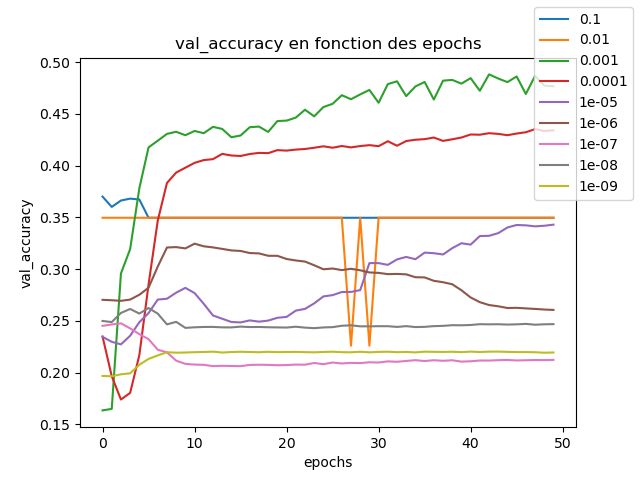 val_accuracy en fonction des epochs
0.1
0.01
0.001
0.0001
1e-05
1e-06
1e-07
1e-08
1e-09
val_accuracy
0.50
0.45
0.40
0.35
0.30
0.25
0.20
0.15
0 10 20 30 40 50
epochs